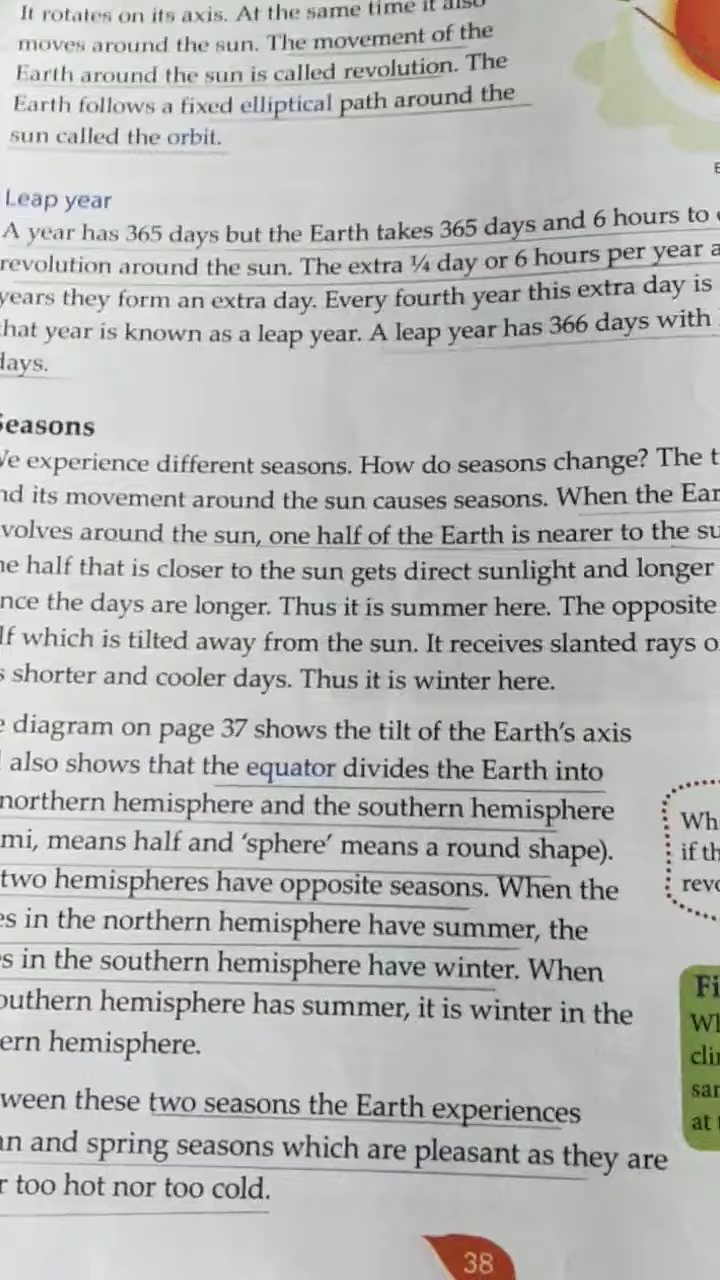 It rotates on its axis. At the same time it also
moves around the sun. The movement of the
Earth around the sun is called revolution. The
Earth follows a fixed elliptical path around the
sun called the orbit.
Leap year
A year has 365 days but the Earth takes 365 days and 6 hours to
revolution around the sun. The extra ¼ day or 6 hours per year a
years they form an extra day. Every fourth year this extra day is
hat year is known as a leap year. A leap year has 366 days with
days.
Seasons
We experience different seasons. How do seasons change? The t
nd its movement around the sun causes seasons. When the Ear
volves around the sun, one half of the Earth is nearer to the su
he half that is closer to the sun gets direct sunlight and longer
nce the days are longer. Thus it is summer here. The opposite
lf which is tilted away from the sun. It receives slanted rays o
s shorter and cooler days. Thus it is winter here.
e diagram on page 37 shows the tilt of the Earth's axis
also shows that the equator divides the Earth into
northern hemisphere and the southern hemisphere
mi, means half and 'sphere' means a round shape).
two hemispheres have opposite seasons. When the
es in the northern hemisphere have summer, the
s in the southern hemisphere have winter. When
outhern hemisphere has summer, it is winter in the
ern hemisphere.
ween these two seasons the Earth experiences
n and spring seasons which are pleasant as they are
r too hot nor too cold.
Wh
if th
revo
Fi
Wh
cli
sar
at
38